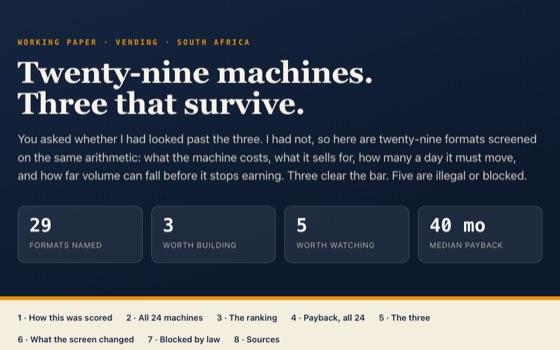 WORKING PAPER · VENDING · SOUTH AFRICA
Twenty-nine machines.
Three that survive.
You asked whether I had looked past the three. I had not, so here are twenty-nine formats screened
on the same arithmetic: what the machine costs, what it sells for, how many a day it must move,
and how far volume can fall before it stops earning. Three clear the bar. Five are illegal or blocked.
29
FORMATS NAMED
3
WORTH BUILDING
5
WORTH WATCHING
40 mo
MEDIAN PAYBACK
1 · How this was scored
2 · All 24 machines
3 · The ranking
4 · Payback, all 24
5 · The three
6 · What the screen changed
7 · Blocked by law
8 · Sources